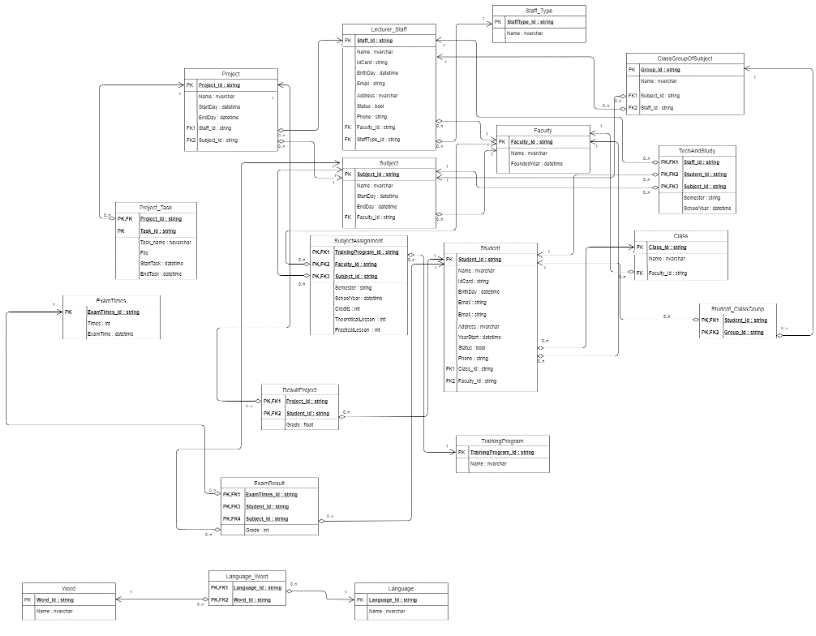 Staff_Type
PK StaffType_Id : string
Name : nvarchar
Lecturer_Staff
PK Staff_Id : string
Name : nvarchar
IdCard : string
BirthDay : datetime
Email : string
Address : nvarchar
Status : bool
Phone : string
FK Faculty_Id : string
FK StaffType_Id : string
ClassGroupOfSubject
PK Group_Id : string
Name : nvarchar
FK1 Subject_Id : string
FK2 Staff_Id : string
Project
PK Project_Id : string
Name : nvarchar
StartDay : datetime
EndDay : datetime
FK1 Staff_Id : string
FK2 Subject_Id : string
Faculty
PK Faculty_Id : string
Name : nvarchar
FoundedYear : datetime
TechAndStudy
PK,FK1 Staff_Id : string
PK,FK2 Student_Id : string
PK,FK3 Subject_Id : string
Semester : string
SchoolYear : datetime
Subject
PK Subject_Id : string
Name : nvarchar
StartDay : datetime
EndDay : datetime
FK Faculty_Id : string
Project_Task
PK,FK Project_Id : string
PK Task_Id : string
Task_name : navarchar
File
StartTask : datetime
EndTask : datetime
SubjectAssignment
PK,FK1 TrainingProgram_Id : string
PK,FK2 Faculty_Id : string
PK,FK3 Subject_Id : string
Semester : string
SchoolYear : datetime
Credits : int
TheoreticalLesson : int
PracticalLesson : int
Student
PK Student_Id : string
Name : nvarchar
IdCard : string
BirthDay : datetime
Email : string
Email : string
Address : nvarchar
YearStart : datetime
Status : bool
Phone : string
FK1 Class_Id : string
FK2 Faculty_Id : string
Class
PK Class_Id : string
Name : nvarchar
FK Faculty_Id : string
ExamTimes
PK ExamTimes_Id : string
Times : int
ExamTime : datetime
Student_ClassGrup
PK,FK1 Student_Id : string
PK,FK2 Group_Id : string
ResultProject
PK,FK1 Project_Id : string
PK,FK2 Student_Id : string
Grade : float
TrainingProgram
PK TrainingProgram_Id : string
Name : nvarchar
ExamResult
PK,FK1 ExamTimes_Id : string
PK,FK3 Student_Id : string
PK,FK4 Subject_Id : string
Grade : int
Word
PK Word_Id : string
Name : nvarchar
Language_Word
PK,FK1 Language_Id : string
PK,FK2 Word_Id : string
Language
PK Language_Id : string
Name : nvarchar